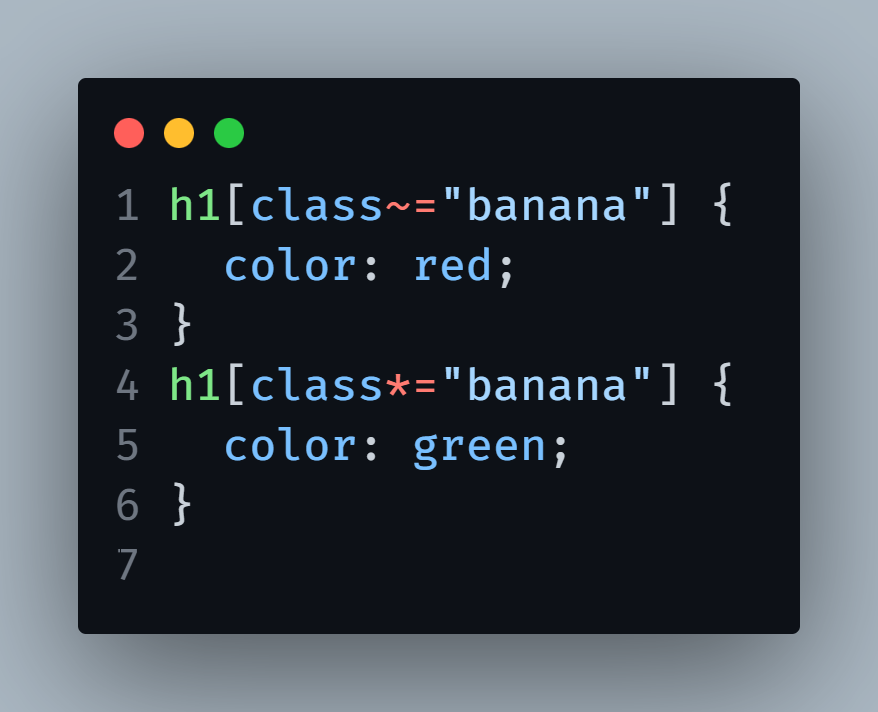 1 h1[class~="banana"] {
2   color: red;
3 }
4 h1[class*="banana"] {
5   color: green;
6 }
7